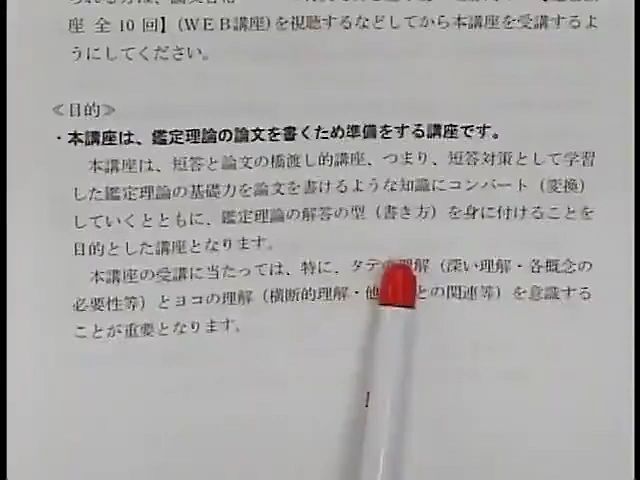 座 全 10 回】（ＷＥＢ講座）を視聴するなどしてから本講座を受講するよ
うにしてください。
≪目的≫
・本講座は、鑑定理論の論文を書くため準備をする講座です。
本講座は、短答と論文の橋渡し的講座、つまり、短答対策として学習
した鑑定理論の基礎力を論文を書けるような知識にコンバート（変換）
していくとともに、鑑定理論の解答の型（書き方）を身に付けることを
目的とした講座となります。
本講座の受講に当たっては、特に、タテの理解（深い理解・各概念の
必要性等）とヨコの理解（横断的理解・他 との関連等）を意識する
ことが重要となります。